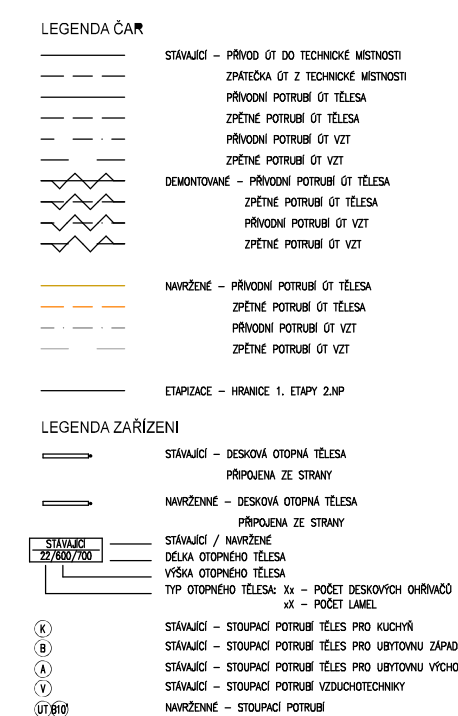 LEGENDA ČAR
STÁVAJÍCÍ – PŘÍVOD ÚT DO TECHNICKÉ MÍSTNOSTI
ZPÁTEČKA ÚT Z TECHNICKÉ MÍSTNOSTI
PŘÍVODNÍ POTRUBÍ ÚT TĚLESA
ZPĚTNÉ POTRUBÍ ÚT TĚLESA
PŘÍVODNÍ POTRUBÍ ÚT VZT
ZPĚTNÉ POTRUBÍ ÚT VZT
DEMONTOVANÉ – PŘÍVODNÍ POTRUBÍ ÚT TĚLESA
ZPĚTNÉ POTRUBÍ ÚT TĚLESA
PŘÍVODNÍ POTRUBÍ ÚT VZT
ZPĚTNÉ POTRUBÍ ÚT VZT
NAVRŽENÉ – PŘÍVODNÍ POTRUBÍ ÚT TĚLESA
ZPĚTNÉ POTRUBÍ ÚT TĚLESA
PŘÍVODNÍ POTRUBÍ ÚT VZT
ZPĚTNÉ POTRUBÍ ÚT VZT
ETAPIZACE – HRANICE 1. ETAPY 2.NP
LEGENDA ZAŘÍZENI
STÁVAJÍCÍ – DESKOVÁ OTOPNÁ TĚLESA
PŘIPOJENA ZE STRANY
NAVRŽENNÉ – DESKOVÁ OTOPNÁ TĚLESA
PŘIPOJENA ZE STRANY
STÁVAJÍCÍ
22/600/700
STÁVAJÍCÍ / NAVRŽENÉ
DÉLKA OTOPNÉHO TĚLESA
VÝŠKA OTOPNÉHO TĚLESA
TYP OTOPNÉHO TĚLESA: Xx – POČET DESKOVÝCH OHŘÍVAČŮ
xX – POČET LAMEL
K STÁVAJÍCÍ – STOUPACÍ POTRUBÍ TĚLES PRO KUCHYŇ
B STÁVAJÍCÍ – STOUPACÍ POTRUBÍ TĚLES PRO UBYTOVNU ZÁPAD
A STÁVAJÍCÍ – STOUPACÍ POTRUBÍ TĚLES PRO UBYTOVNU VÝCHO
V STÁVAJÍCÍ – STOUPACÍ POTRUBÍ VZDUCHOTECHNIKY
ÚT B10' NAVRŽENNÉ – STOUPACÍ POTRUBÍ